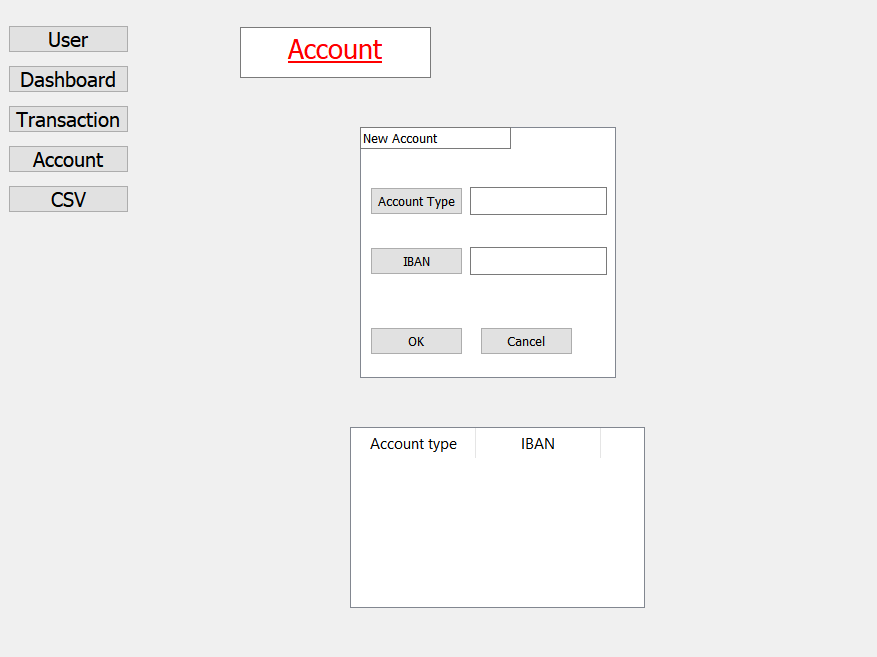 User
Dashboard
Transaction
Account
CSV
Account
New Account
Account Type
IBAN
OK Cancel
Account type IBAN